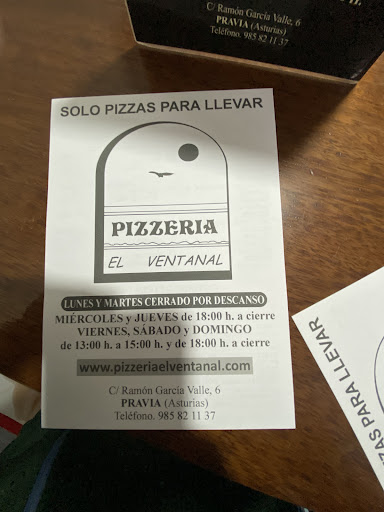 C/ Ramón García Valle, 6
PRAVIA (Asturias)
Teléfono. 985 82 11 37
SOLO PIZZAS PARA LLEVAR
PIZZERIA
EL VENTANAL
LUNES Y MARTES CERRADO POR DESCANSO
MIÉRCOLES y JUEVES de 18:00 h. a cierre
VIERNES, SÁBADO y DOMINGO
de 13:00 h. a 15:00 h. y de 18:00 h. a cierre
www.pizzeriaelventanal.com
C/ Ramón García Valle, 6
PRAVIA (Asturias)
Teléfono. 985 82 11 37
PARA LLEVAR